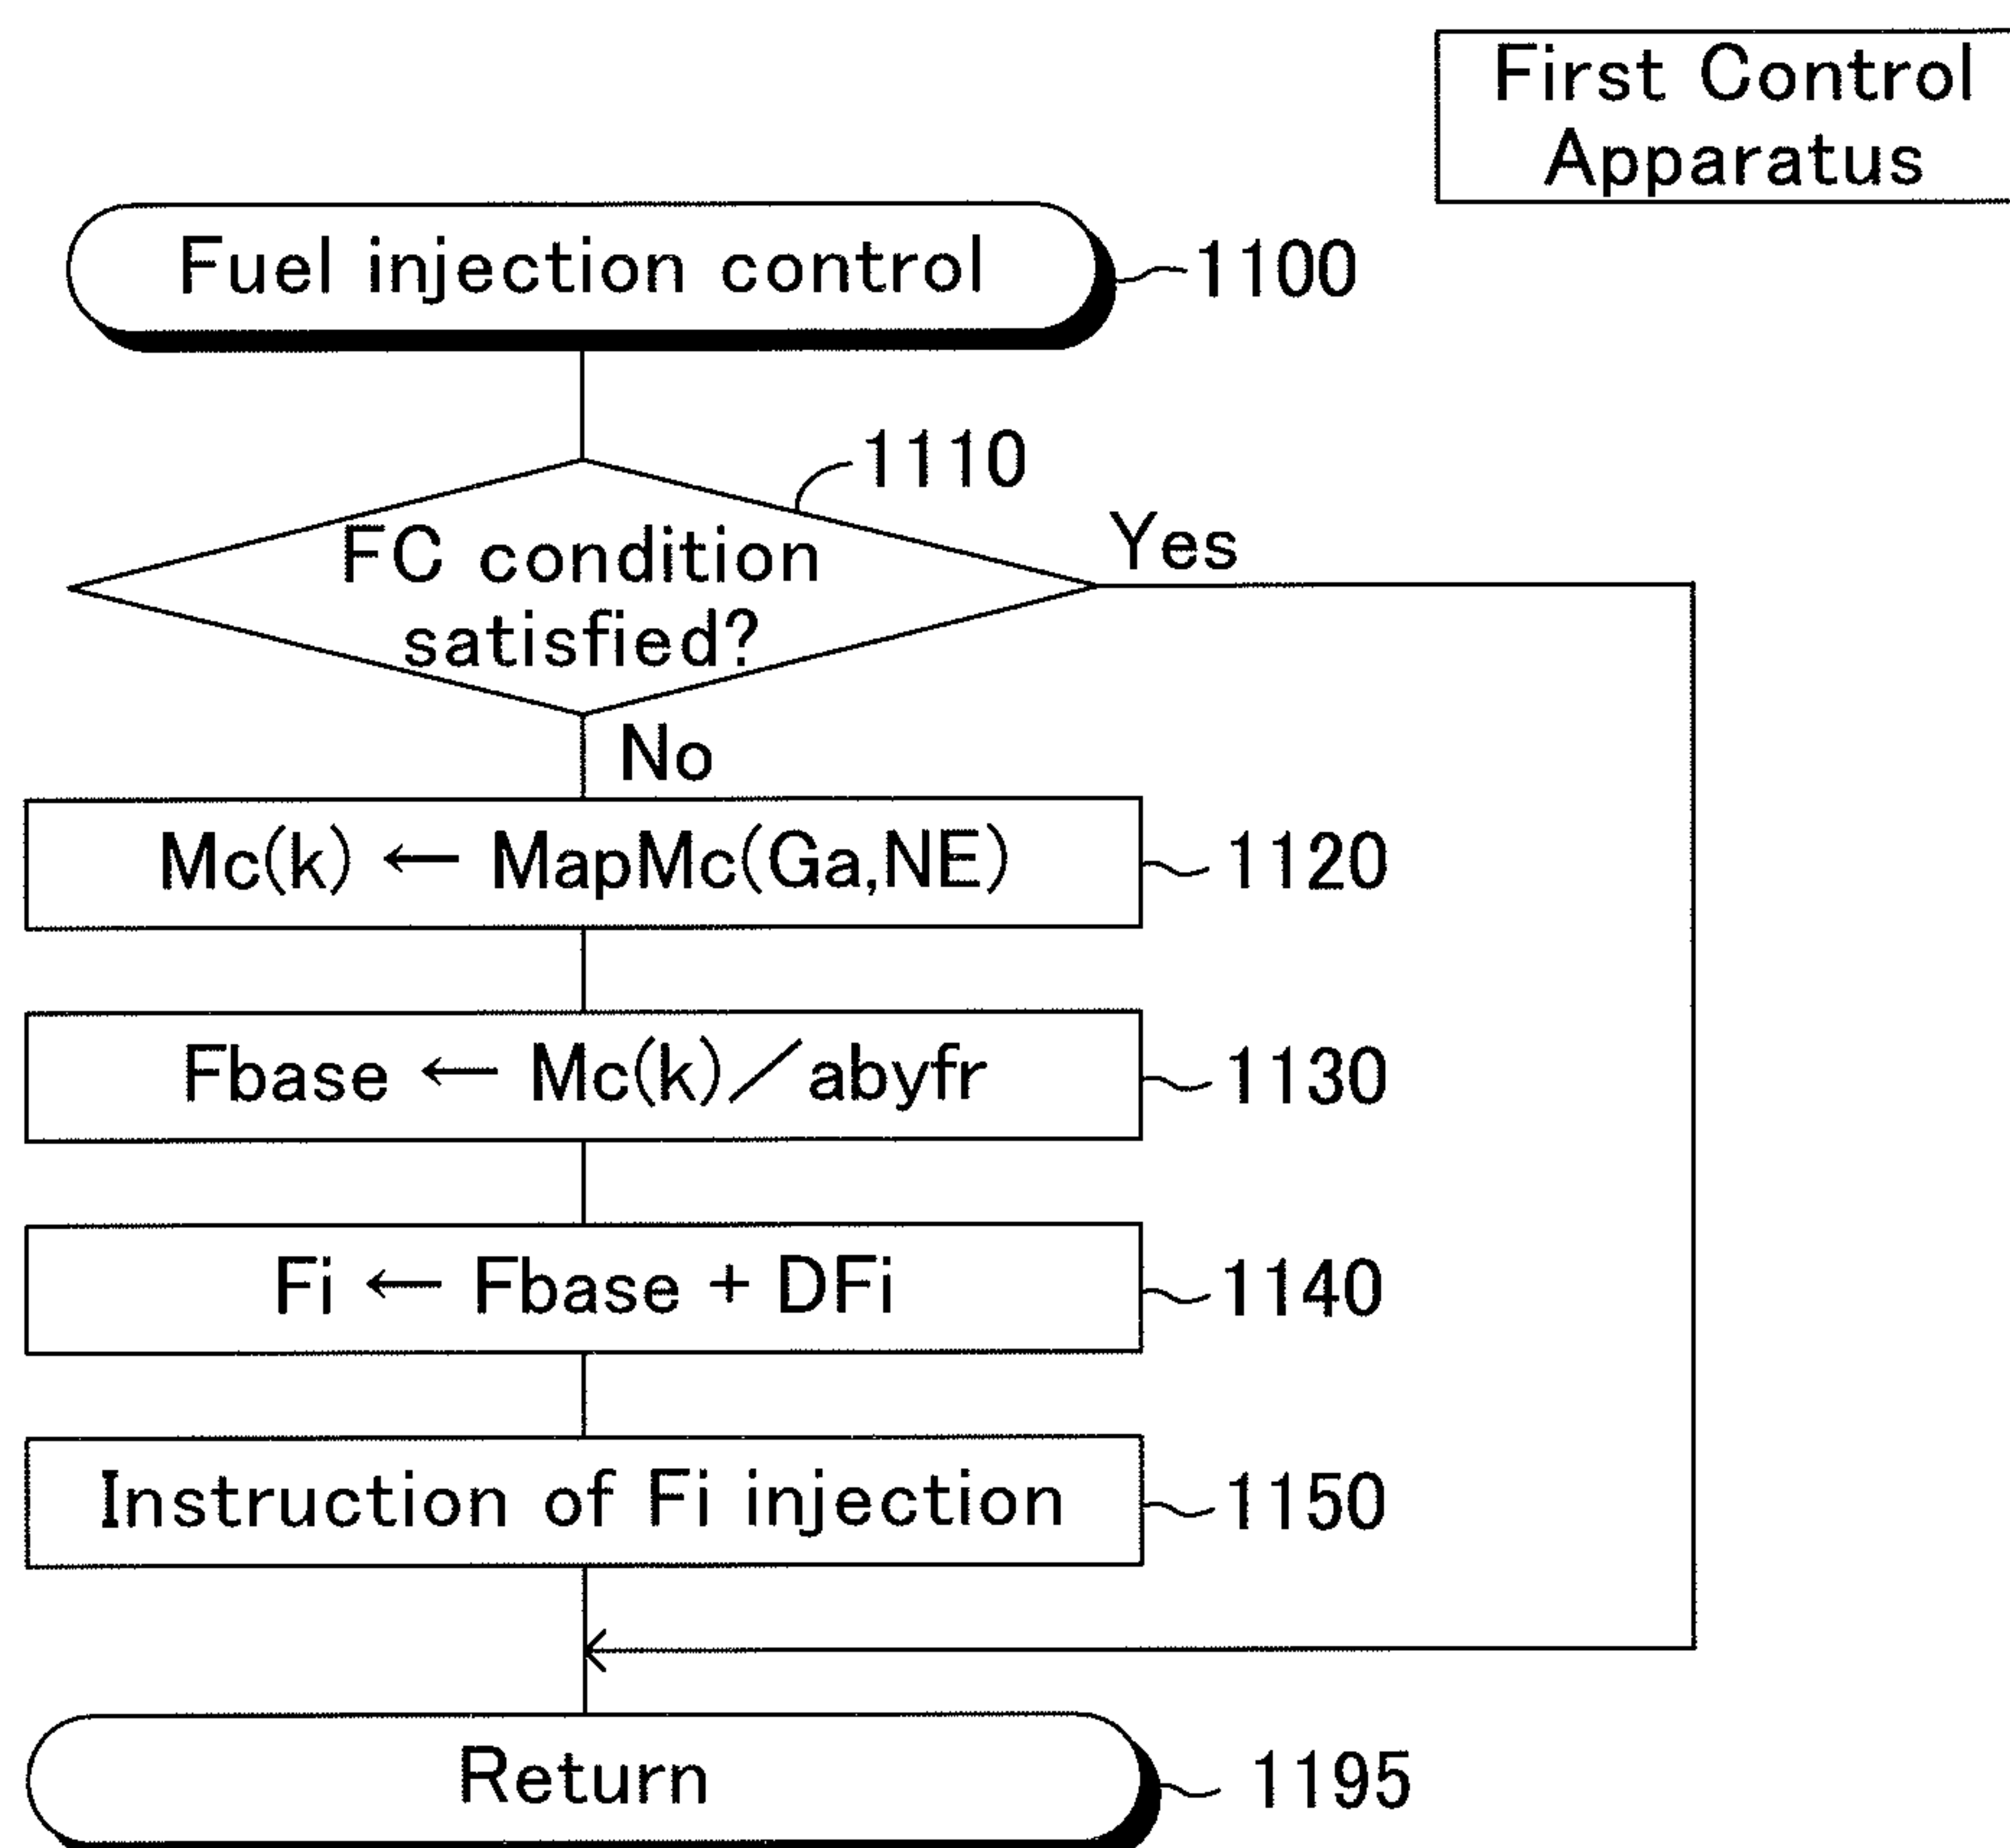 First Control
Apparatus
Fuel injection control
1100
1110
FC condition
satisfied?
Yes
No
Mc(k) ← MapMc(Ga,NE)
1120
Fbase ← Mc(k)／abyfr
1130
Fi ← Fbase + DFi
1140
Instruction of Fi injection
1150
Return
1195